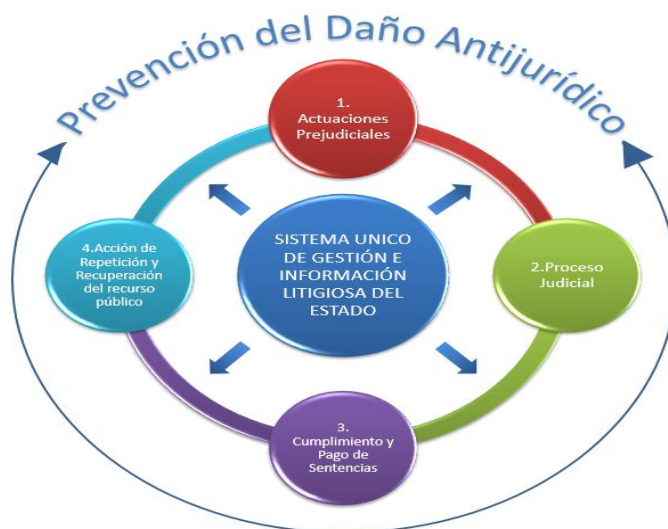 Prevención del Daño Antijurídico
1.
Actuaciones
Prejudiciales
2.Proceso
Judicial
3.
Cumplimiento y
Pago de
Sentencias
4.Acción de
Repetición y
Recuperación
del recurso
público
SISTEMA UNICO
DE GESTIÓN E
INFORMACIÓN
LITIGIOSA DEL
ESTADO